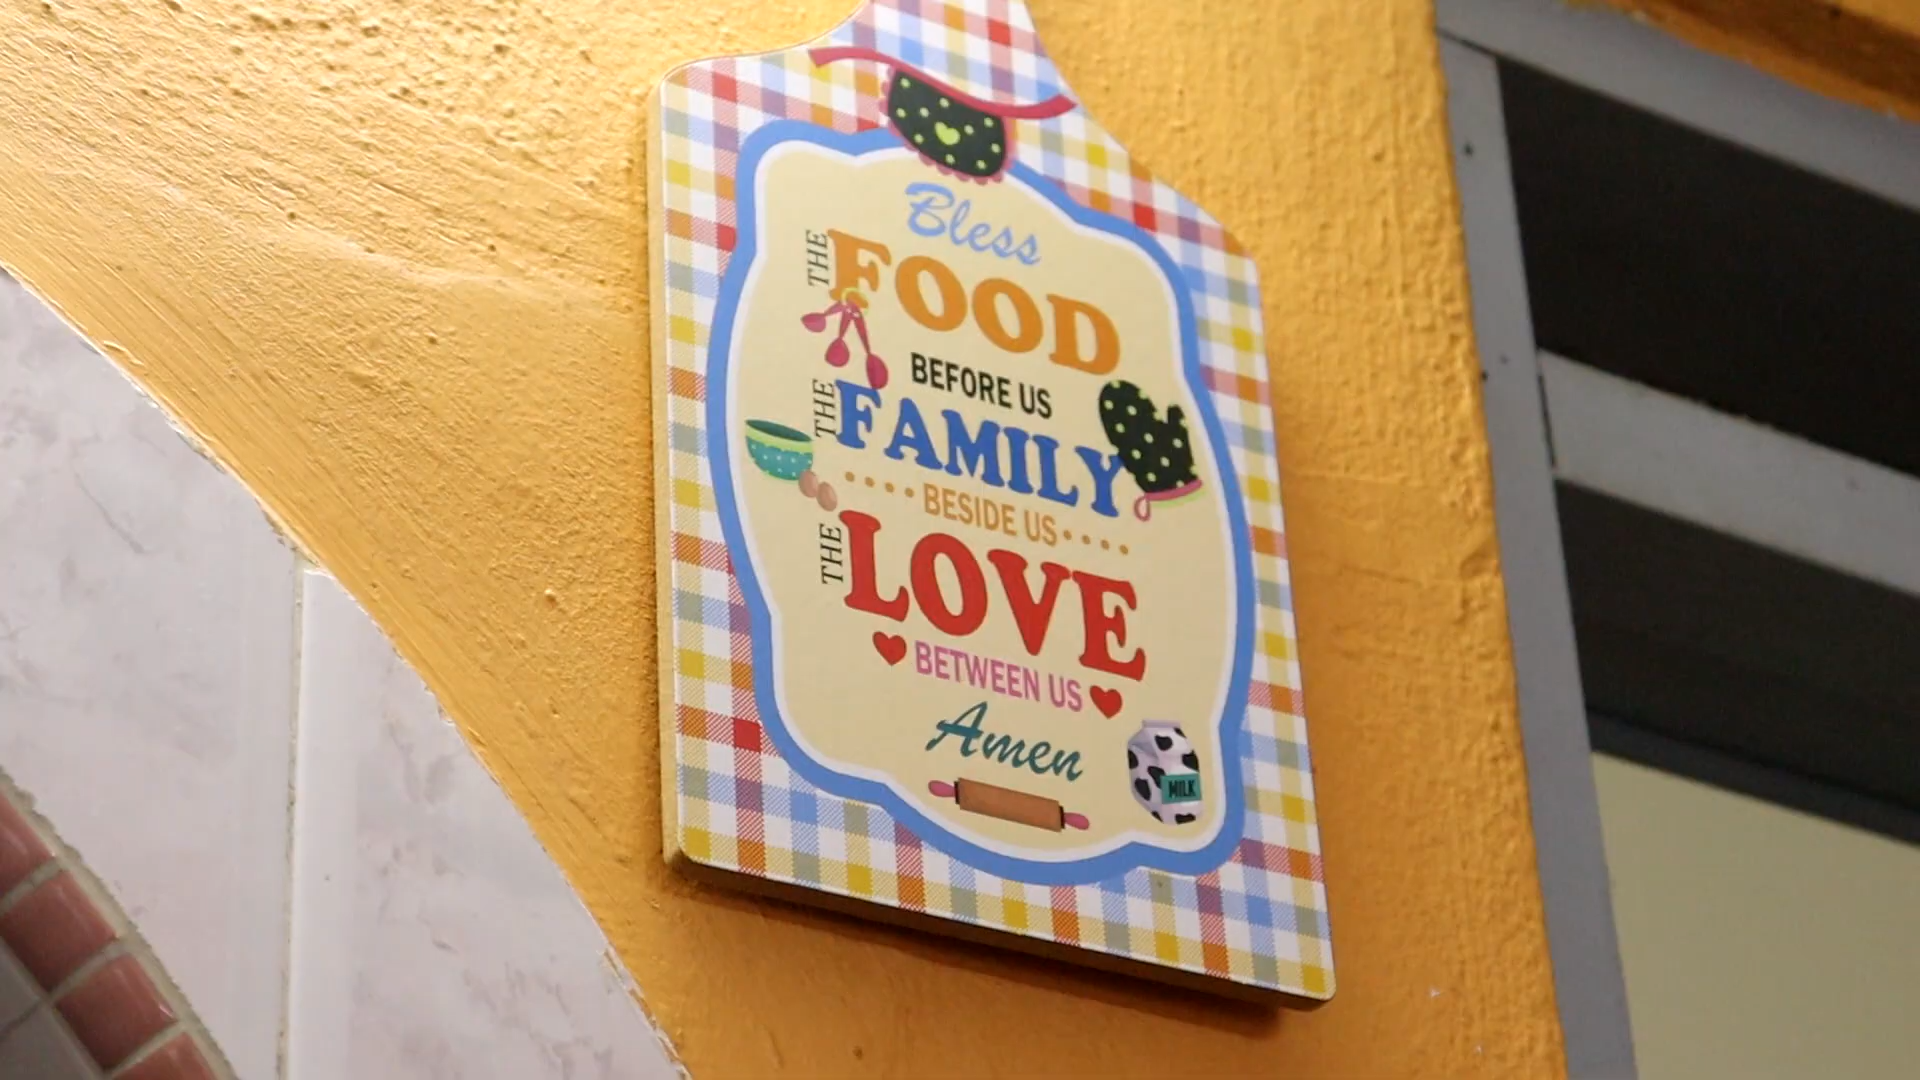 Bless
THE FOOD
BEFORE US
THE FAMILY
BESIDE US
THE LOVE
BETWEEN US
Amen
MILK